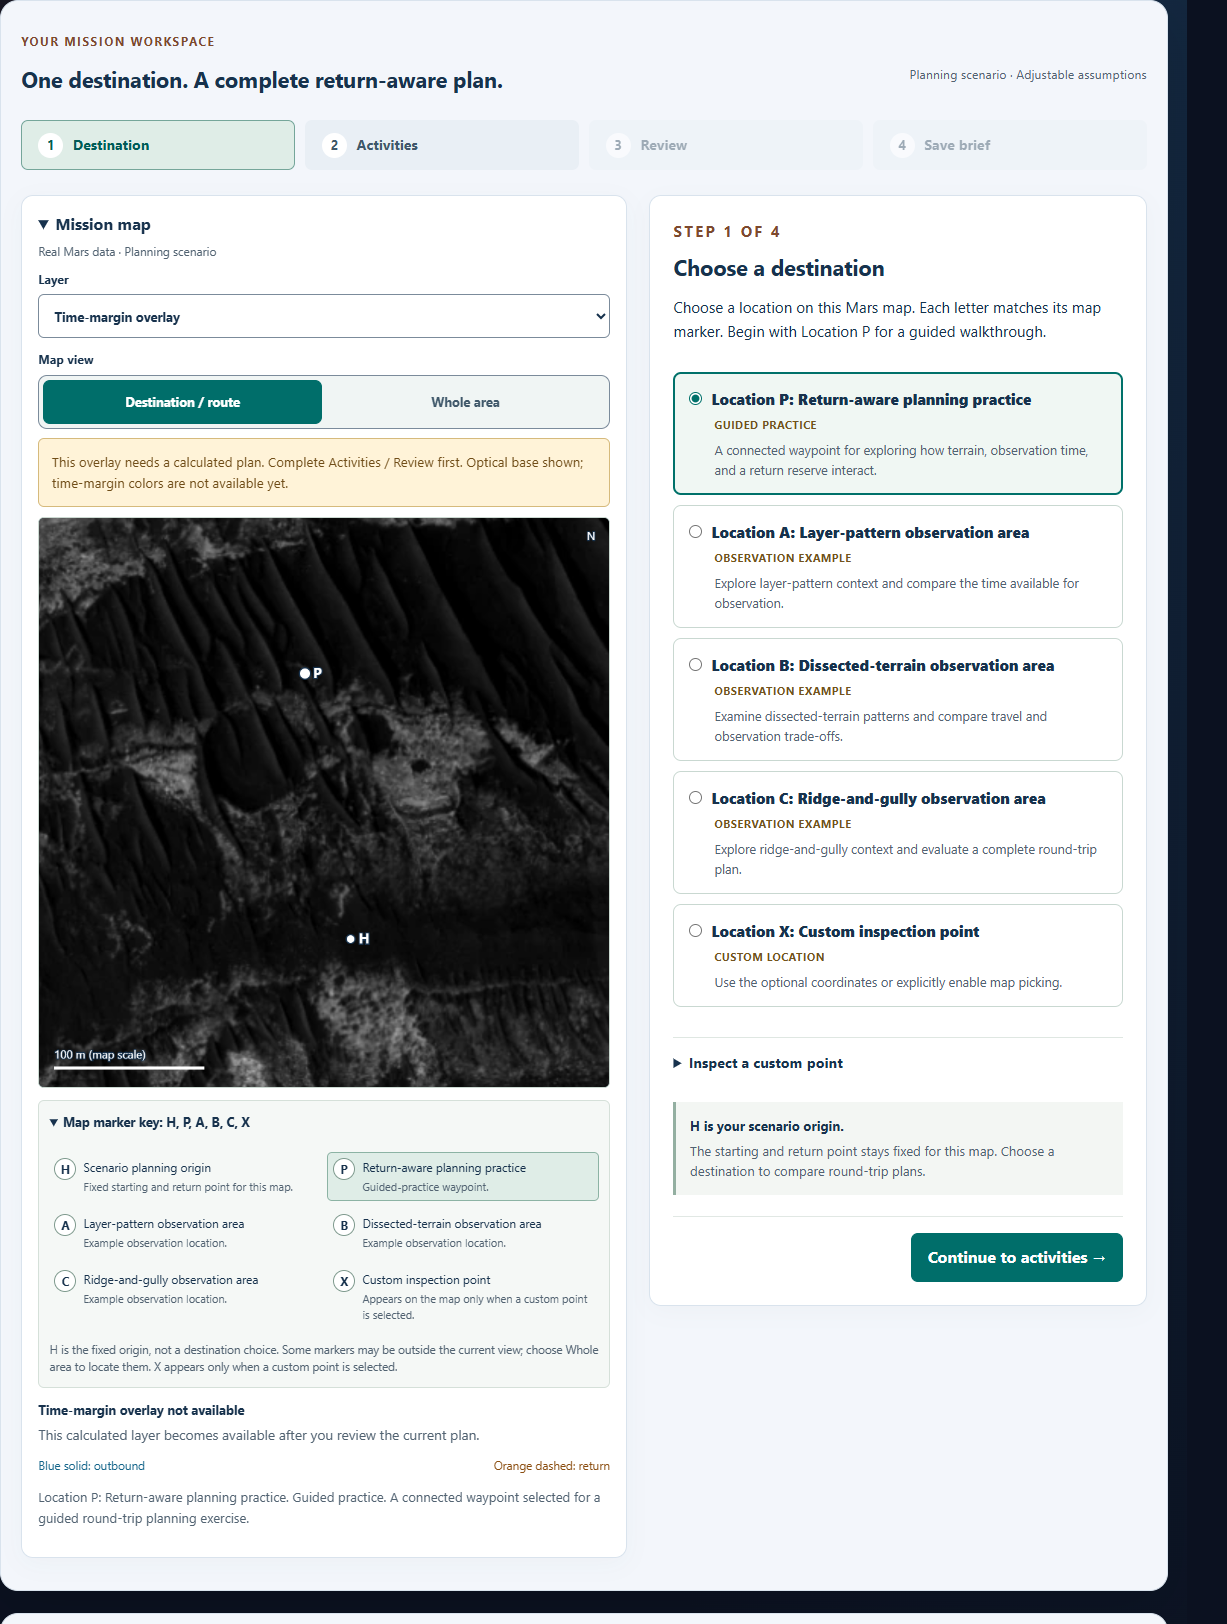 YOUR MISSION WORKSPACE
One destination. A complete return-aware plan.
Planning scenario · Adjustable assumptions
1 Destination
2 Activities
3 Review
4 Save brief
▼ Mission map
Real Mars data · Planning scenario
Layer
Time-margin overlay
Map view
Destination / route
Whole area
This overlay needs a calculated plan. Complete Activities / Review first. Optical base shown;
time-margin colors are not available yet.
N
P
H
100 m (map scale)
▼ Map marker key: H, P, A, B, C, X
H Scenario planning origin
Fixed starting and return point for this map.
P Return-aware planning practice
Guided-practice waypoint.
A Layer-pattern observation area
Example observation location.
B Dissected-terrain observation area
Example observation location.
C Ridge-and-gully observation area
Example observation location.
X Custom inspection point
Appears on the map only when a custom point
is selected.
H is the fixed origin, not a destination choice. Some markers may be outside the current view; choose Whole
area to locate them. X appears only when a custom point is selected.
Time-margin overlay not available
This calculated layer becomes available after you review the current plan.
Blue solid: outbound
Orange dashed: return
Location P: Return-aware planning practice. Guided practice. A connected waypoint selected for a
guided round-trip planning exercise.
STEP 1 OF 4
Choose a destination
Choose a location on this Mars map. Each letter matches its map
marker. Begin with Location P for a guided walkthrough.
Location P: Return-aware planning practice
GUIDED PRACTICE
A connected waypoint for exploring how terrain, observation time,
and a return reserve interact.
Location A: Layer-pattern observation area
OBSERVATION EXAMPLE
Explore layer-pattern context and compare the time available for
observation.
Location B: Dissected-terrain observation area
OBSERVATION EXAMPLE
Examine dissected-terrain patterns and compare travel and
observation trade-offs.
Location C: Ridge-and-gully observation area
OBSERVATION EXAMPLE
Explore ridge-and-gully context and evaluate a complete round-trip
plan.
Location X: Custom inspection point
CUSTOM LOCATION
Use the optional coordinates or explicitly enable map picking.
▶ Inspect a custom point
H is your scenario origin.
The starting and return point stays fixed for this map. Choose a
destination to compare round-trip plans.
Continue to activities →